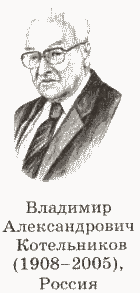 Владимир
Александрович
Котельников
(1908–2005),
Россия